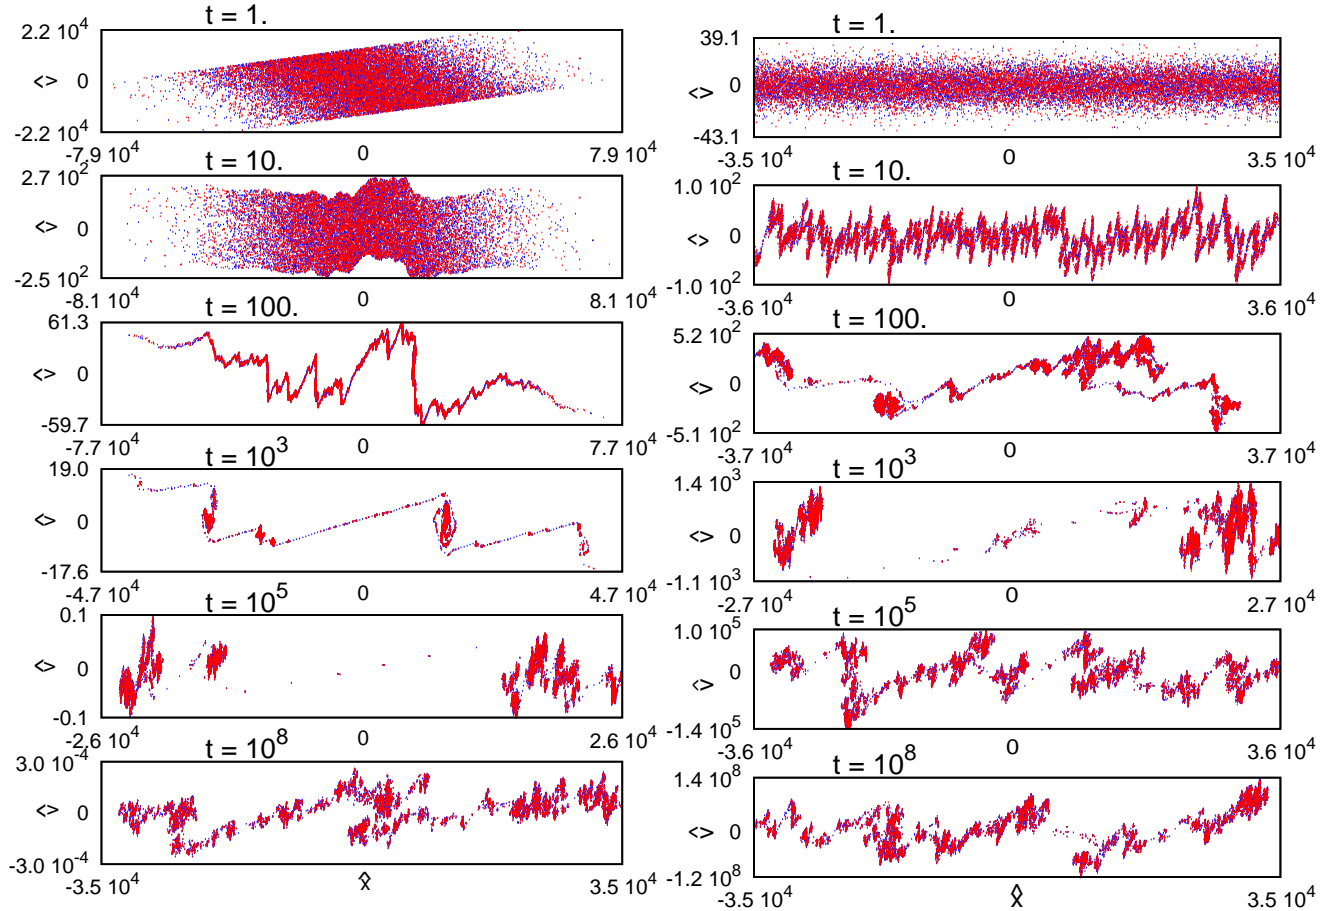 t = 1.
2.2 10^4
<> 0
-2.2 10^4
-7.9 10^4 0 7.9 10^4
t = 10.
2.7 10^2
<> 0
-2.5 10^2
-8.1 10^4 0 8.1 10^4
t = 100.
61.3
<> 0
-59.7
-7.7 10^4 0 7.7 10^4
t = 10^3
19.0
<> 0
-17.6
-4.7 10^4 0 4.7 10^4
t = 10^5
0.1
<> 0
-0.1
-2.6 10^4 0 2.6 10^4
t = 10^8
3.0 10^-4
<> 0
-3.0 10^-4
-3.5 10^4 x̂ 3.5 10^4
t = 1.
39.1
<> 0
-43.1
-3.5 10^4 0 3.5 10^4
t = 10.
1.0 10^2
<> 0
-1.0 10^2
-3.6 10^4 0 3.6 10^4
t = 100.
5.2 10^2
<> 0
-5.1 10^2
-3.7 10^4 0 3.7 10^4
t = 10^3
1.4 10^3
<> 0
-1.1 10^3
-2.7 10^4 0 2.7 10^4
t = 10^5
1.0 10^5
<> 0
-1.4 10^5
-3.6 10^4 0 3.6 10^4
t = 10^8
1.4 10^8
<> 0
-1.2 10^8
-3.5 10^4 x̂ 3.5 10^4